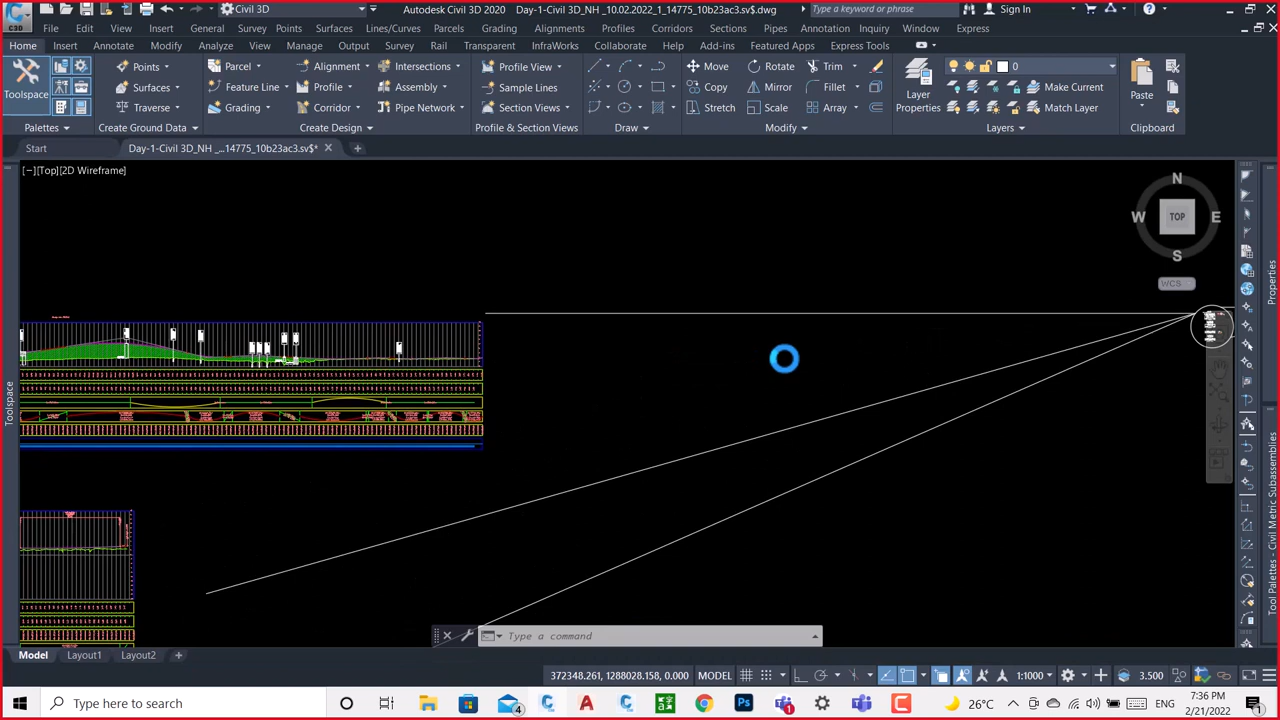 C3D Civil 3D Autodesk Civil 3D 2020 Day-1-Civil 3D_NH _10.02.2022_1_14775_10b23ac3.sv$.dwg Type a keyword or phrase Sign In
File Edit View Insert General Survey Points Surfaces Lines/Curves Parcels Grading Alignments Profiles Corridors Sections Pipes Annotation Inquiry Window Express
Home Insert Annotate Modify Analyze View Manage Output Survey Rail Transparent InfraWorks Collaborate Help Add-ins Featured Apps Express Tools
Points Parcel Alignment Intersections Profile View Move Rotate Trim 0
Toolspace Surfaces Feature Line Profile Assembly Sample Lines Copy Mirror Fillet Layer Properties Make Current Paste
Traverse Grading Corridor Pipe Network Section Views Stretch Scale Array Match Layer
Palettes Create Ground Data Create Design Profile & Section Views Draw Modify Layers Clipboard
Start Day-1-Civil 3D_NH _...14775_10b23ac3.sv$*
[−][Top][2D Wireframe]
N
W TOP E
S
WCS
Properties
Toolspace
Tool Palettes - Civil Metric Subassemblies
Type a command
Model Layout1 Layout2
372348.261, 1288028.158, 0.000 MODEL 1:1000 3.500
Type here to search 4 Ps 1 26°C 7:36 PM
2/21/2022 1